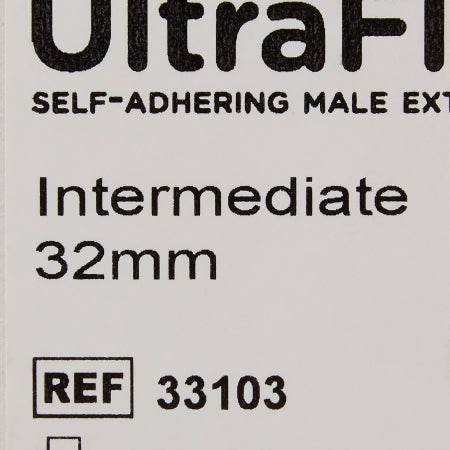 UltraFl
SELF-ADHERING MALE EXT
Intermediate
32mm
REF 33103